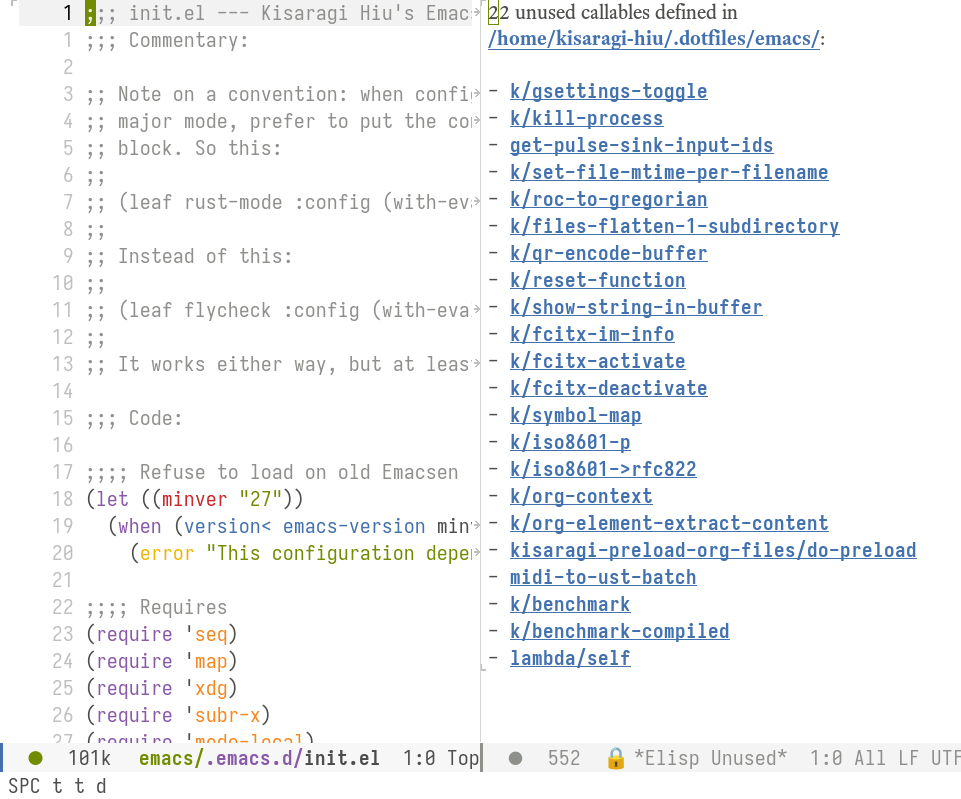 1 ;;; init.el --- Kisaragi Hiu's Emacs
1 ;;; Commentary:
2
3 ;; Note on a convention: when confi
4 ;; major mode, prefer to put the co
5 ;; block. So this:
6 ;;
7 ;; (leaf rust-mode :config (with-ev
8 ;;
9 ;; Instead of this:
10 ;;
11 ;; (leaf flycheck :config (with-eva
12 ;;
13 ;; It works either way, but at leas
14
15 ;;; Code:
16
17 ;;;; Refuse to load on old Emacsen
18 (let ((minver "27"))
19 (when (version< emacs-version minv
20 (error "This configuration depe
21
22 ;;;; Requires
23 (require 'seq)
24 (require 'map)
25 (require 'xdg)
26 (require 'subr-x)
27 (require 'mode-local)
101k emacs/.emacs.d/init.el 1:0 Top
22 unused callables defined in
/home/kisaragi-hiu/.dotfiles/emacs/:
- k/gsettings-toggle
- k/kill-process
- get-pulse-sink-input-ids
- k/set-file-mtime-per-filename
- k/roc-to-gregorian
- k/files-flatten-1-subdirectory
- k/qr-encode-buffer
- k/reset-function
- k/show-string-in-buffer
- k/fcitx-im-info
- k/fcitx-activate
- k/fcitx-deactivate
- k/symbol-map
- k/iso8601-p
- k/iso8601->rfc822
- k/org-context
- k/org-element-extract-content
- kisaragi-preload-org-files/do-preload
- midi-to-ust-batch
- k/benchmark
- k/benchmark-compiled
- lambda/self
552 🔒 *Elisp Unused* 1:0 All LF UTF
SPC t t d